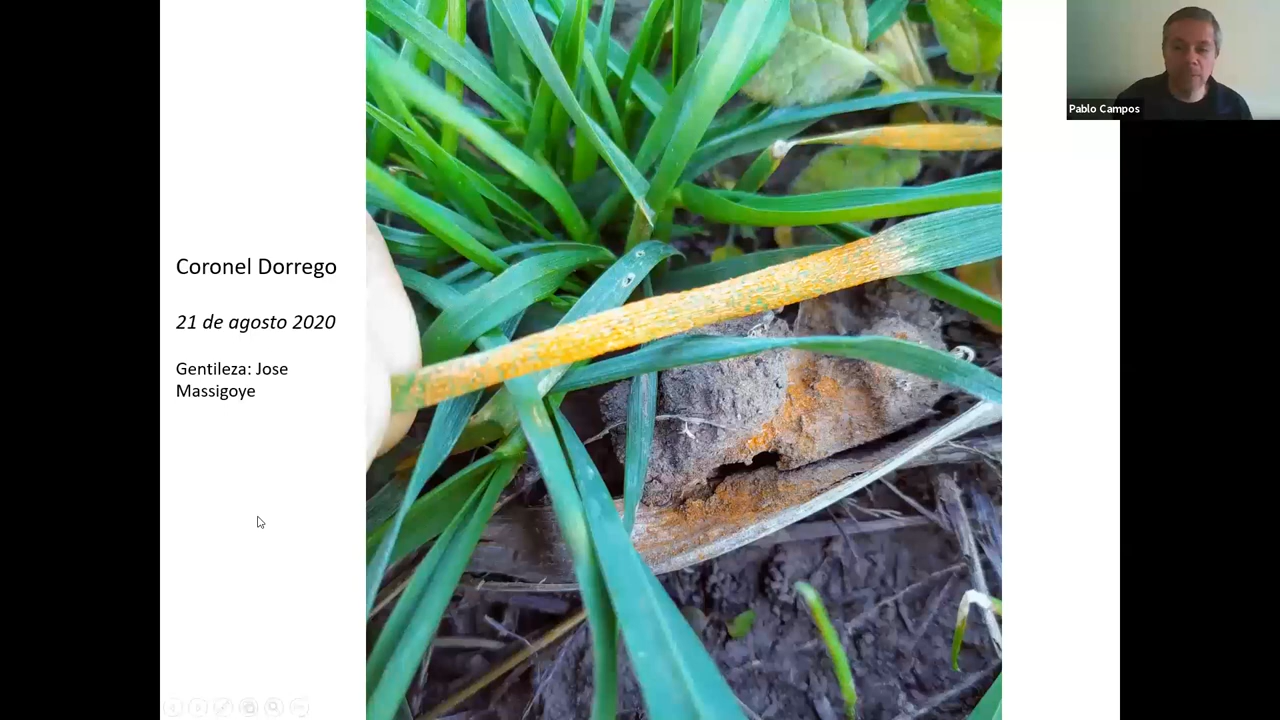 Coronel Dorrego
21 de agosto 2020
Gentileza: Jose
Massigoye
Pablo Campos